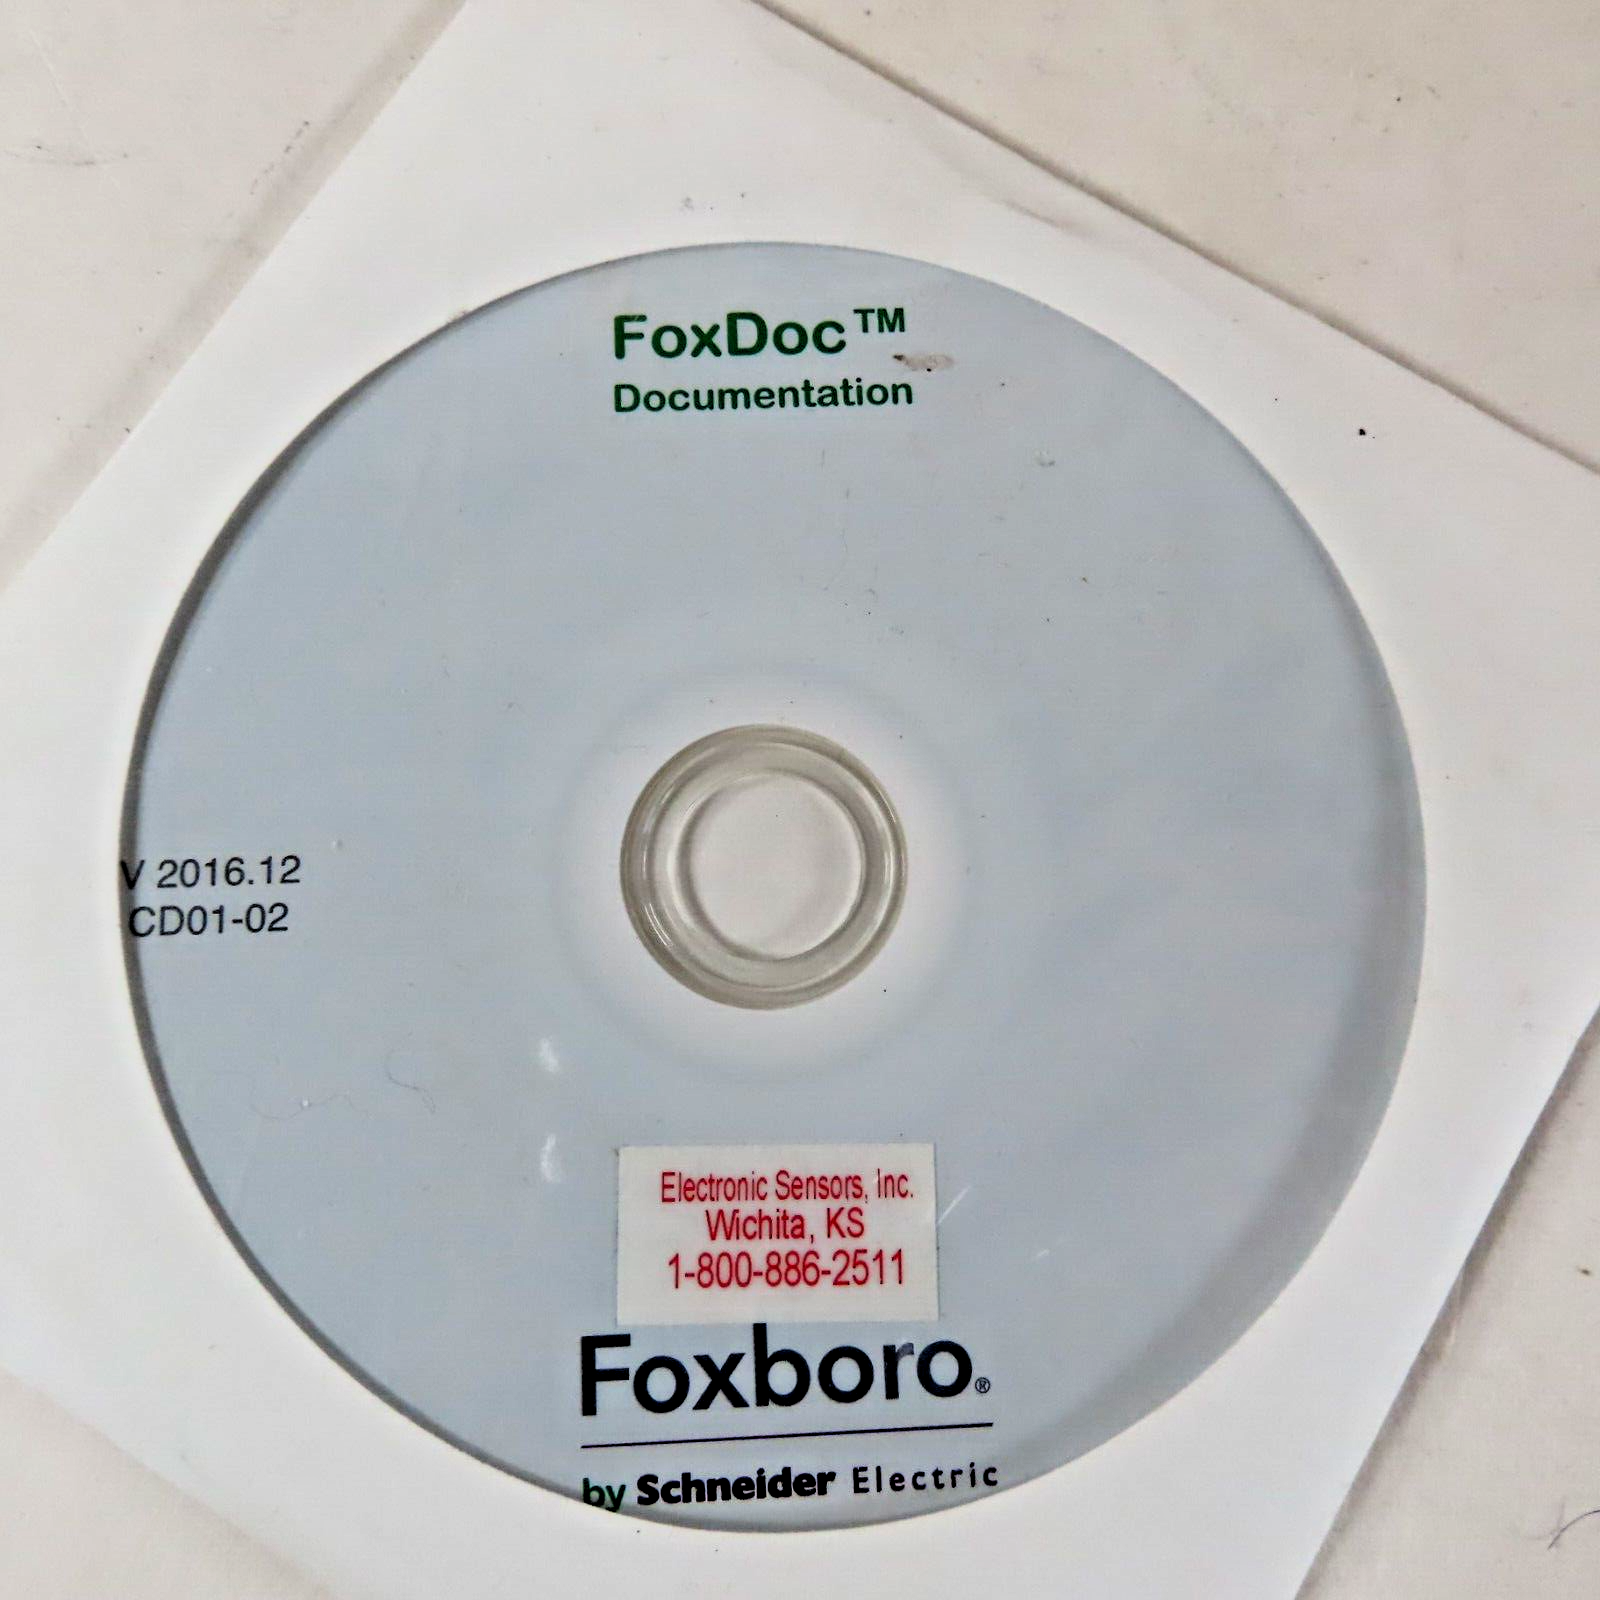 FoxDoc™
Documentation
V 2016.12
CD01-02
Electronic Sensors, Inc.
Wichita, KS
1-800-886-2511
Foxboro®
by Schneider Electric